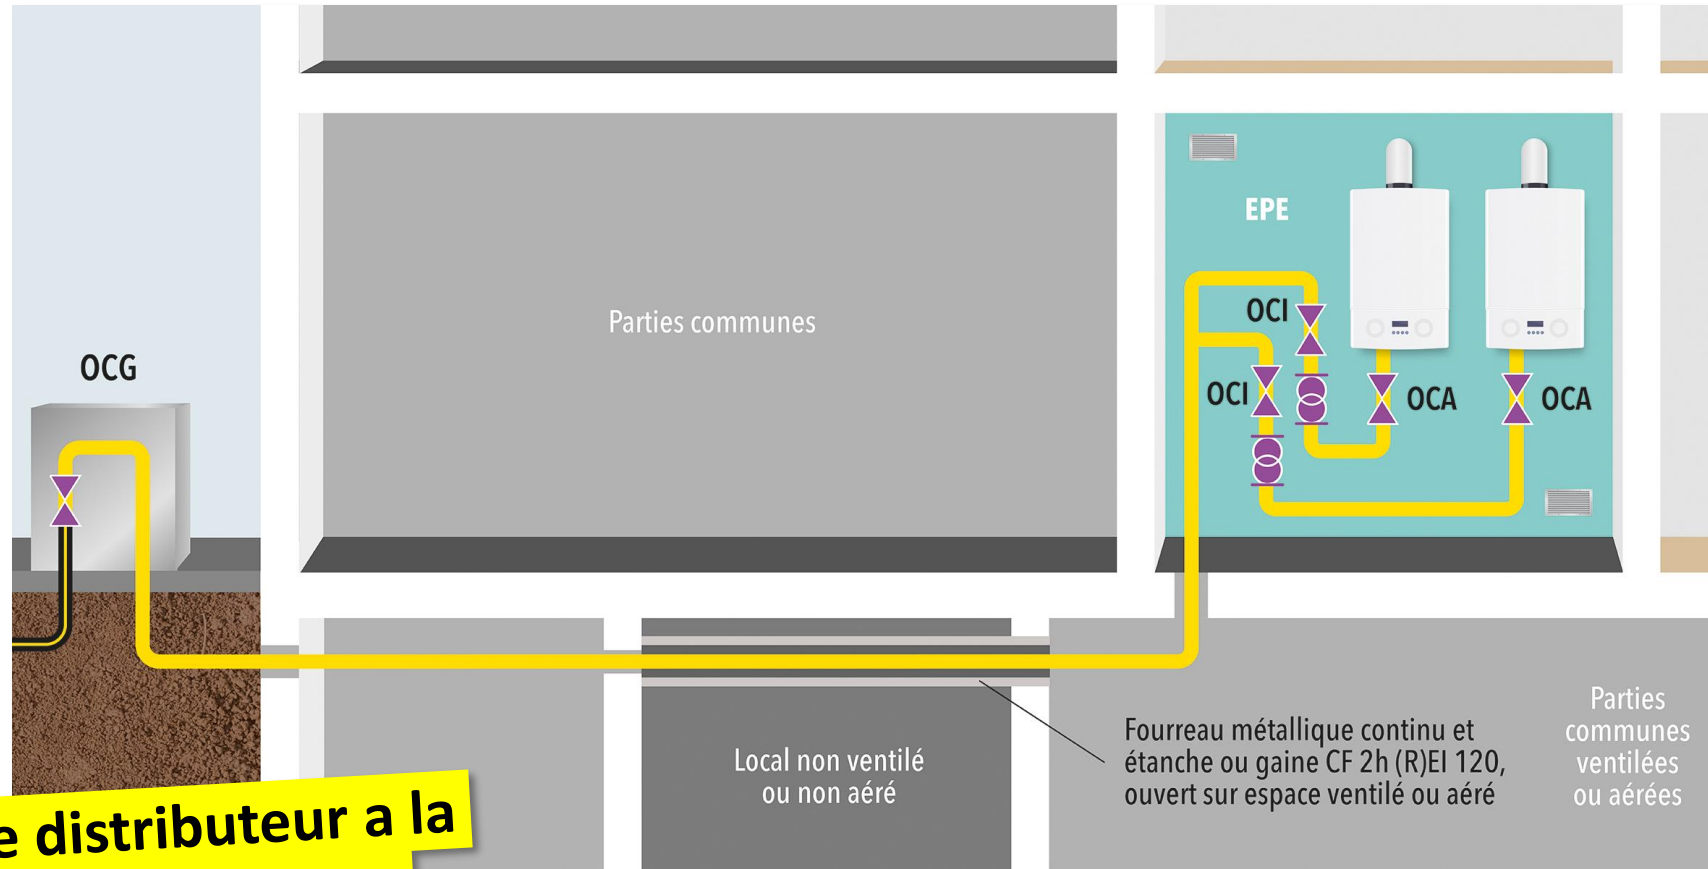 EPE
OCI
Parties communes
OCG
OCI
OCA
OCA
Parties
communes
ventilées
ou aérées
Fourreau métallique continu et
étanche ou gaine CF 2h (R)EI 120,
ouvert sur espace ventilé ou aéré
Local non ventilé
ou non aéré
distributeur a la